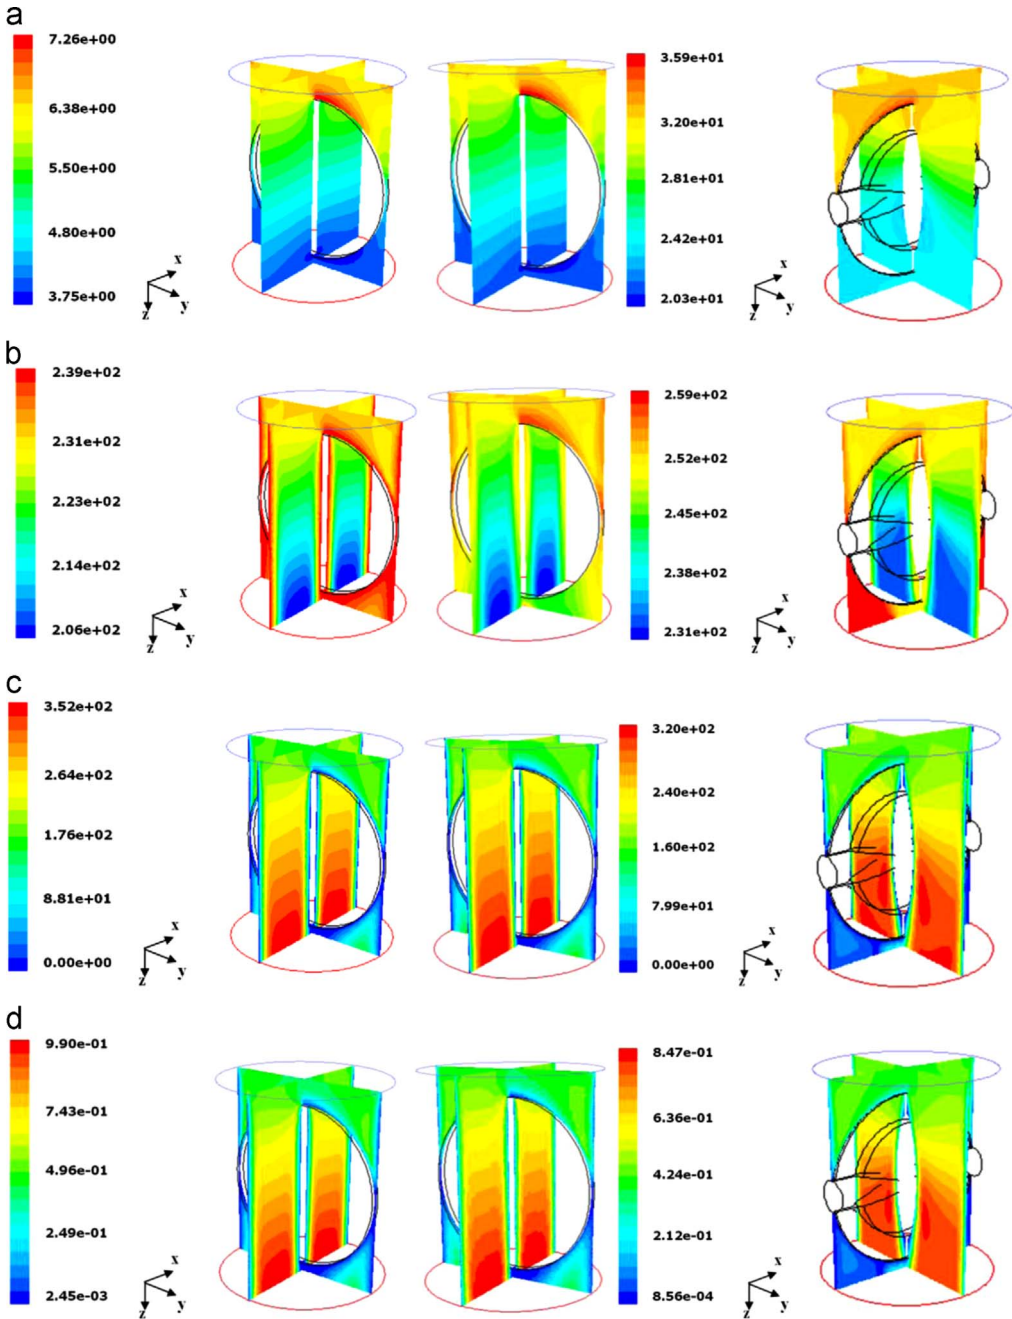 a
7.26e+00
6.38e+00
5.50e+00
4.80e+00
3.75e+00
x
y
z
3.59e+01
3.20e+01
2.81e+01
2.42e+01
2.03e+01
x
y
z
b
2.39e+02
2.31e+02
2.23e+02
2.14e+02
2.06e+02
x
y
z
2.59e+02
2.52e+02
2.45e+02
2.38e+02
2.31e+02
x
y
z
c
3.52e+02
2.64e+02
1.76e+02
8.81e+01
0.00e+00
x
y
z
3.20e+02
2.40e+02
1.60e+02
7.99e+01
0.00e+00
x
y
z
d
9.90e-01
7.43e-01
4.96e-01
2.49e-01
2.45e-03
x
y
z
8.47e-01
6.36e-01
4.24e-01
2.12e-01
8.56e-04
x
y
z